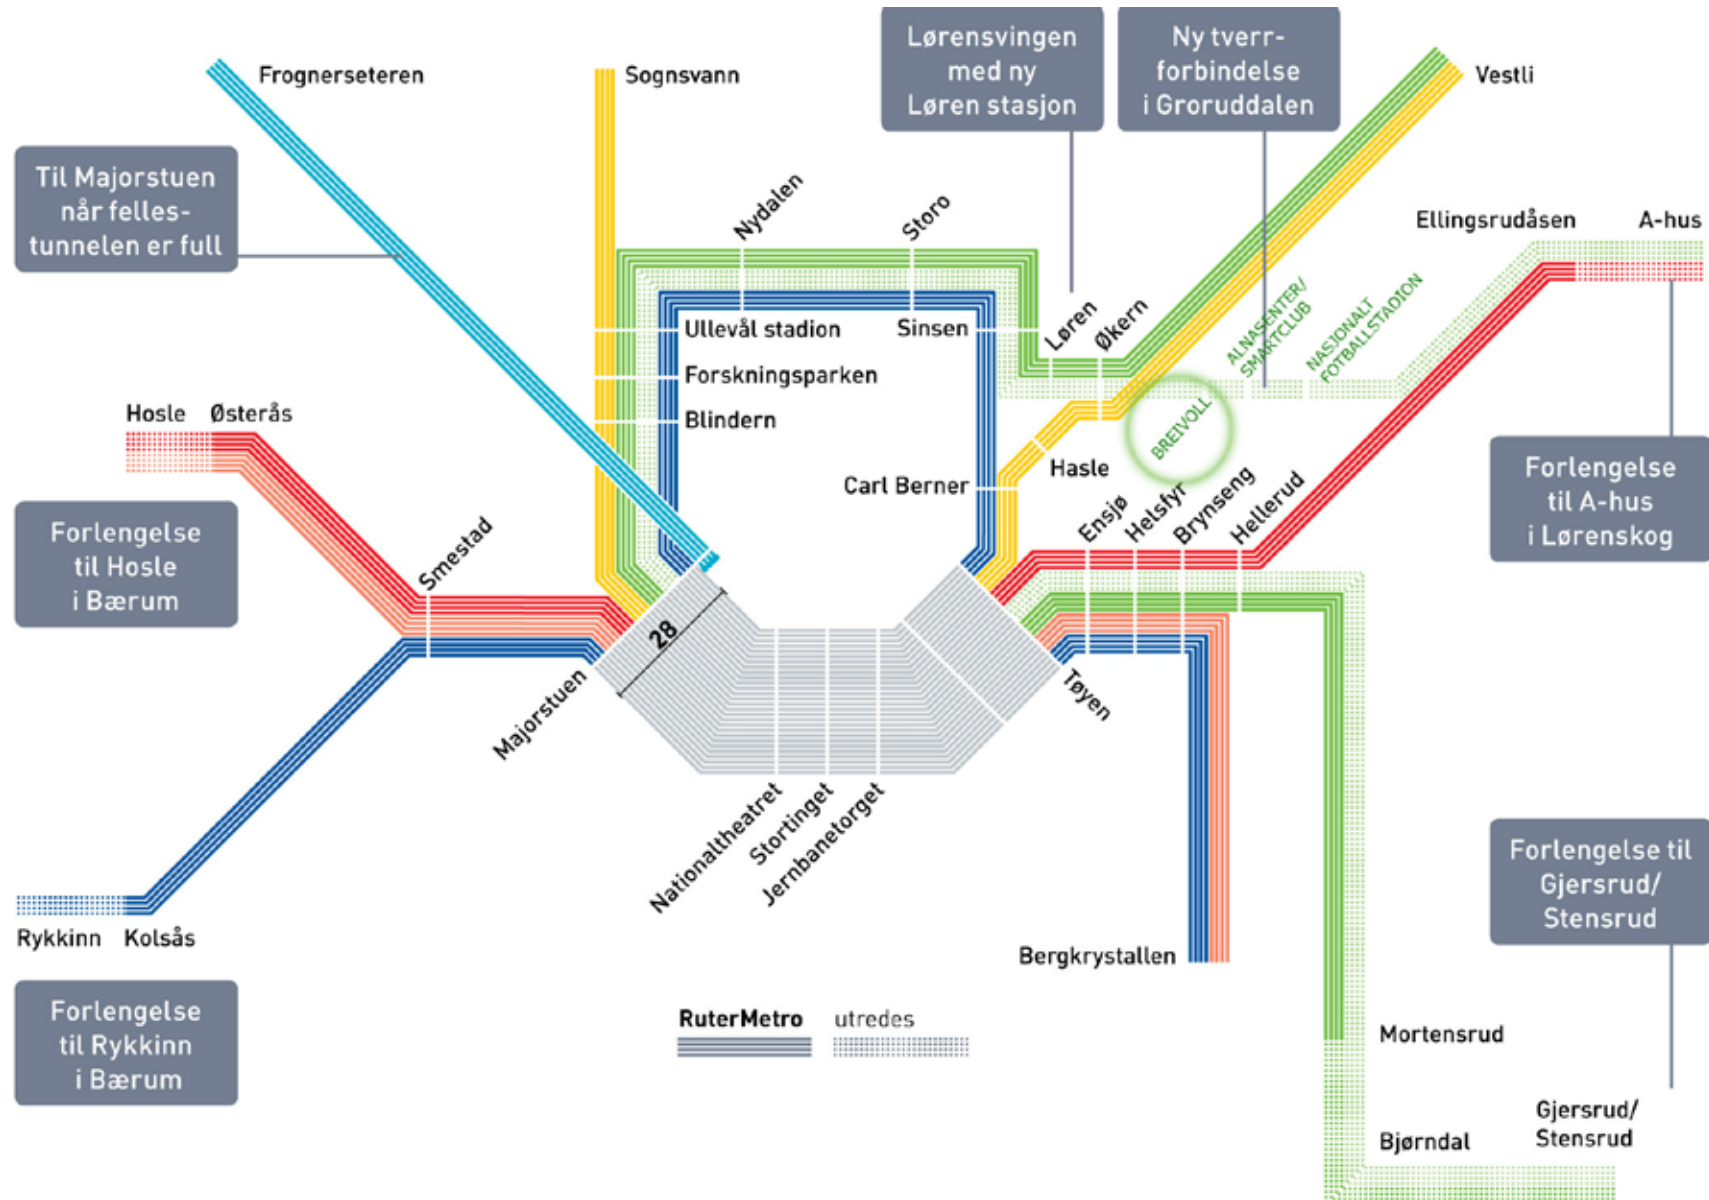 Lørensvingen
med ny
Løren stasjon
Ny tverr-
forbindelse
i Groruddalen
Frognerseteren
Sognsvann
Vestli
Til Majorstuen
når felles-
tunnelen er full
Nydalen
Storo
Ellingsrudåsen
A-hus
Ullevål stadion
Sinsen
Løren
Økern
ALNASENTER/
SMARTCLUB
NASJONALT
FOTBALLSTADION
Forskningsparken
Blindern
Hosle
Østerås
BREIVOLL
Hasle
Carl Berner
Forlengelse
til A-hus
i Lørenskog
Forlengelse
til Hosle
i Bærum
Smestad
Ensjø
Helsfyr
Brynseng
Hellerud
28
Majorstuen
Tøyen
Nationaltheatret
Stortinget
Jernbanetorget
Forlengelse til
Gjersrud/
Stensrud
Rykkinn
Kolsås
Bergkrystallen
Forlengelse
til Rykkinn
i Bærum
RuterMetro
utredes
Mortensrud
Gjersrud/
Stensrud
Bjørndal